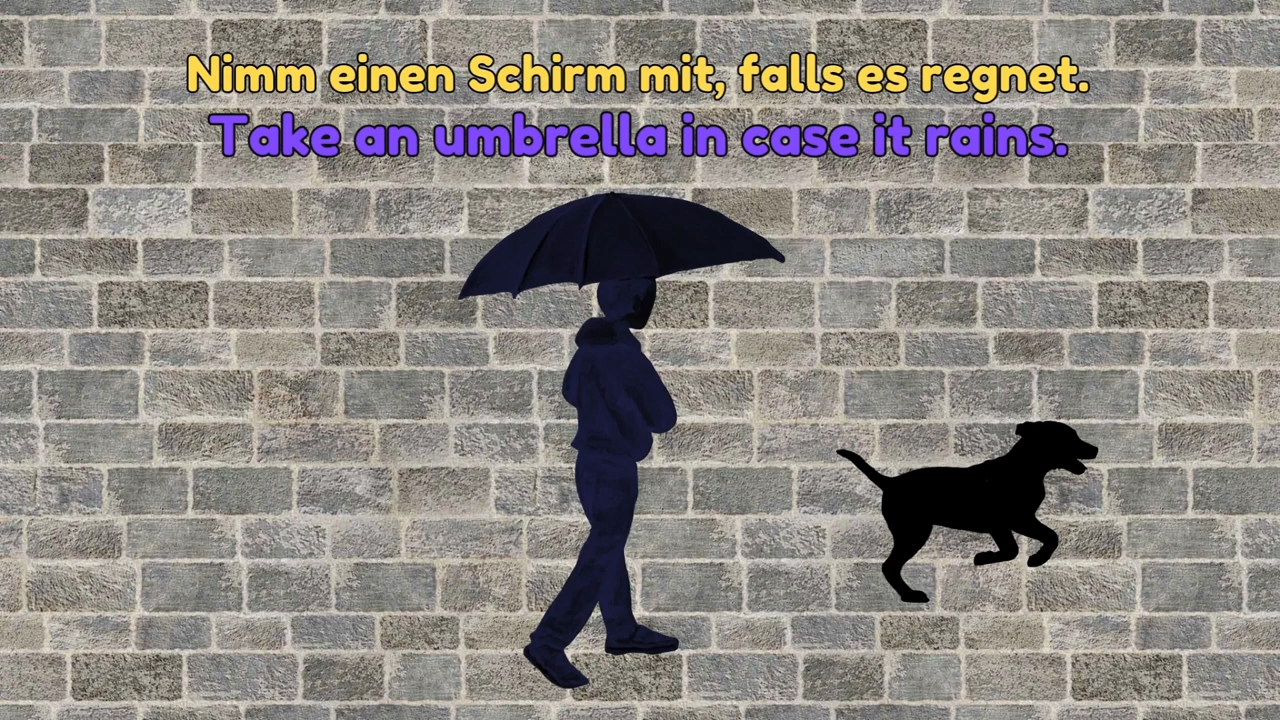 Nimm einen Schirm mit, falls es regnet.
Take an umbrella in case it rains.